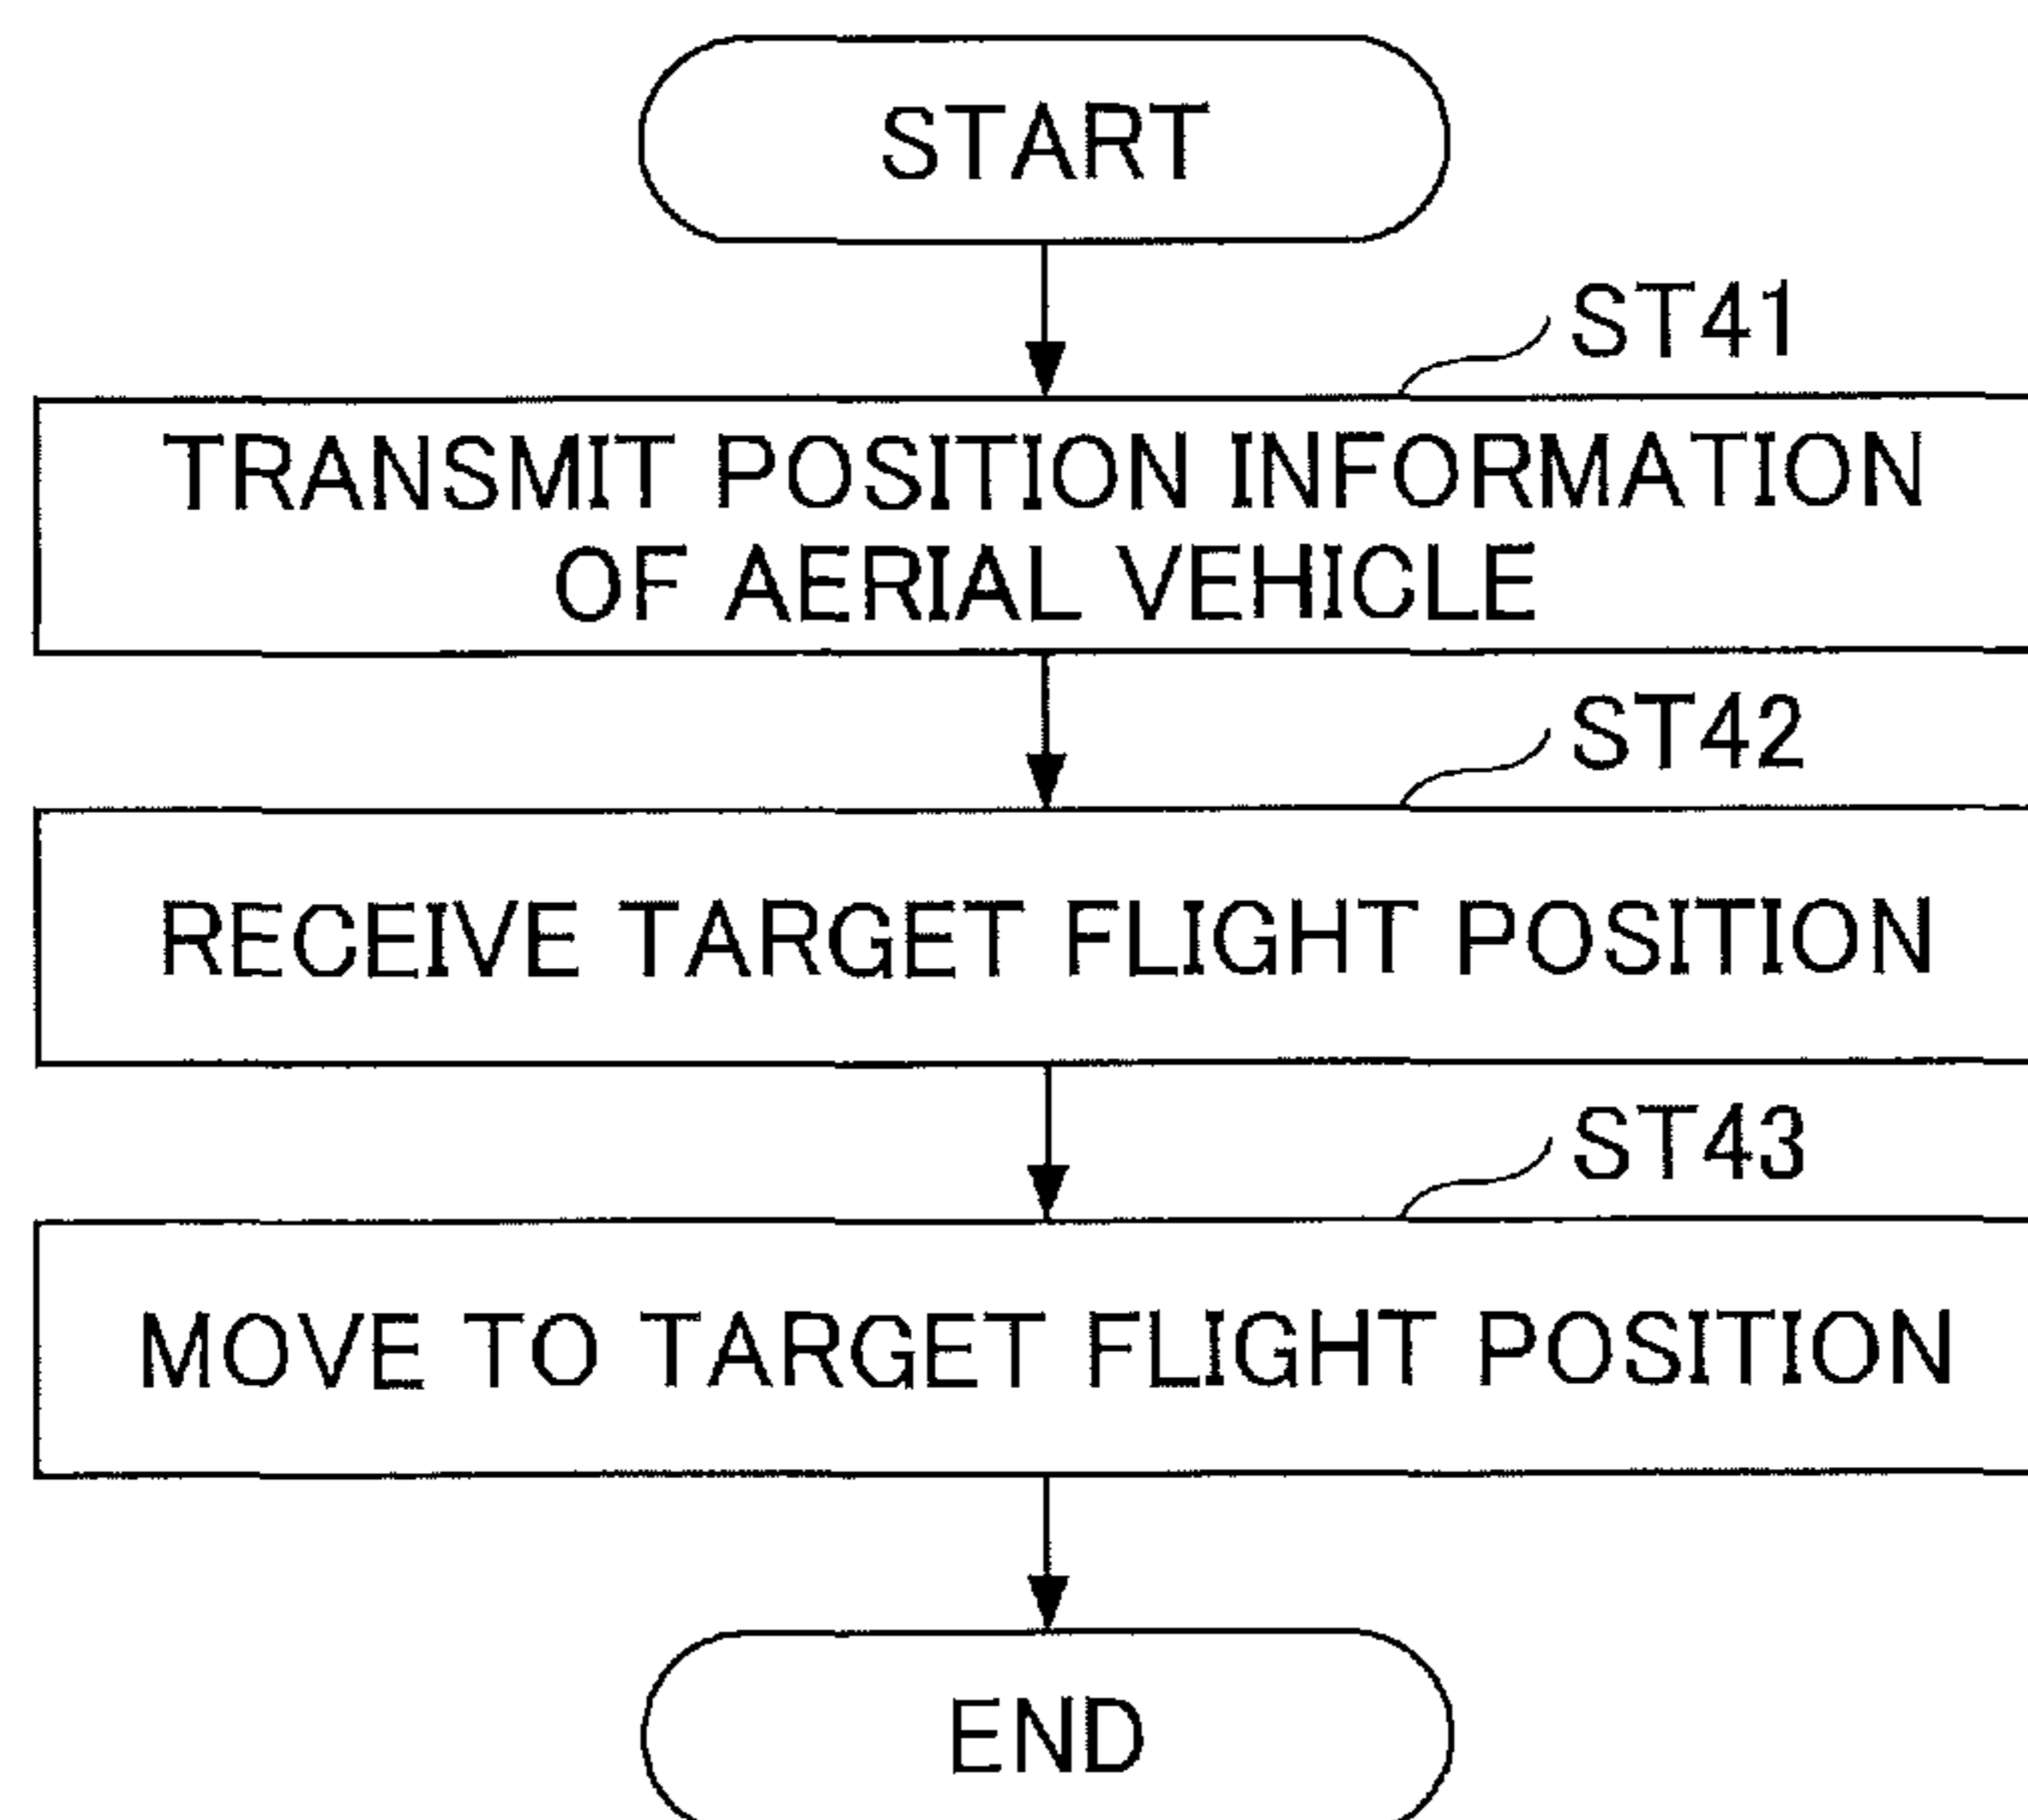 START
ST41
TRANSMIT POSITION INFORMATION
OF AERIAL VEHICLE
ST42
RECEIVE TARGET FLIGHT POSITION
ST43
MOVE TO TARGET FLIGHT POSITION
END